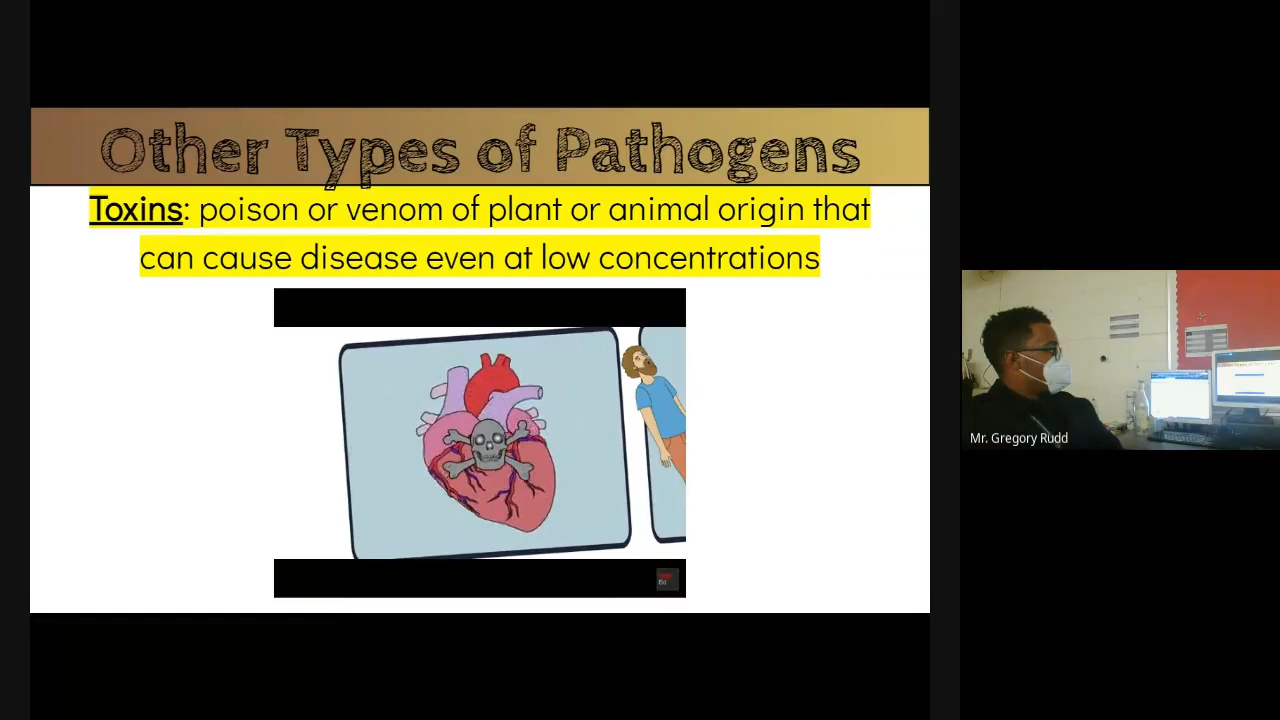 Other Types of Pathogens
Toxins: poison or venom of plant or animal origin that
can cause disease even at low concentrations
Mr. Gregory Rudd